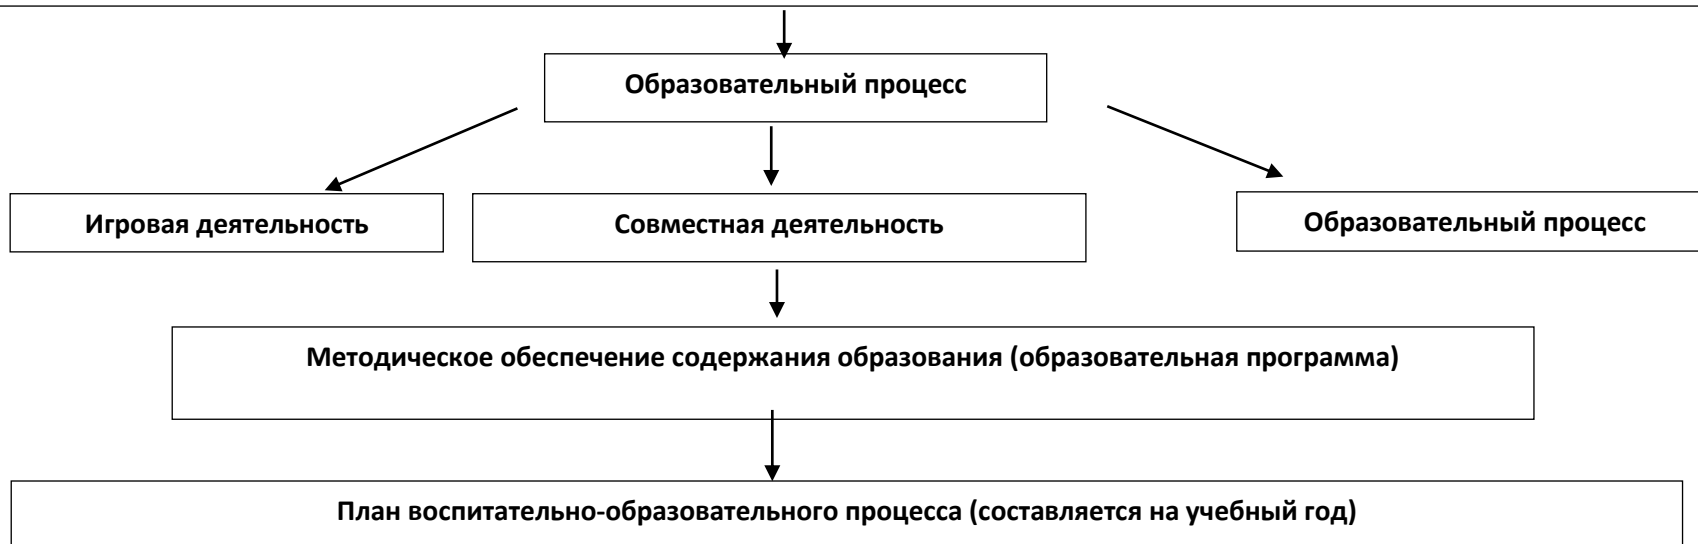 Образовательный процесс
Игровая деятельность
Совместная деятельность
Образовательный процесс
Методическое обеспечение содержания образования (образовательная программа)
План воспитательно-образовательного процесса (составляется на учебный год)